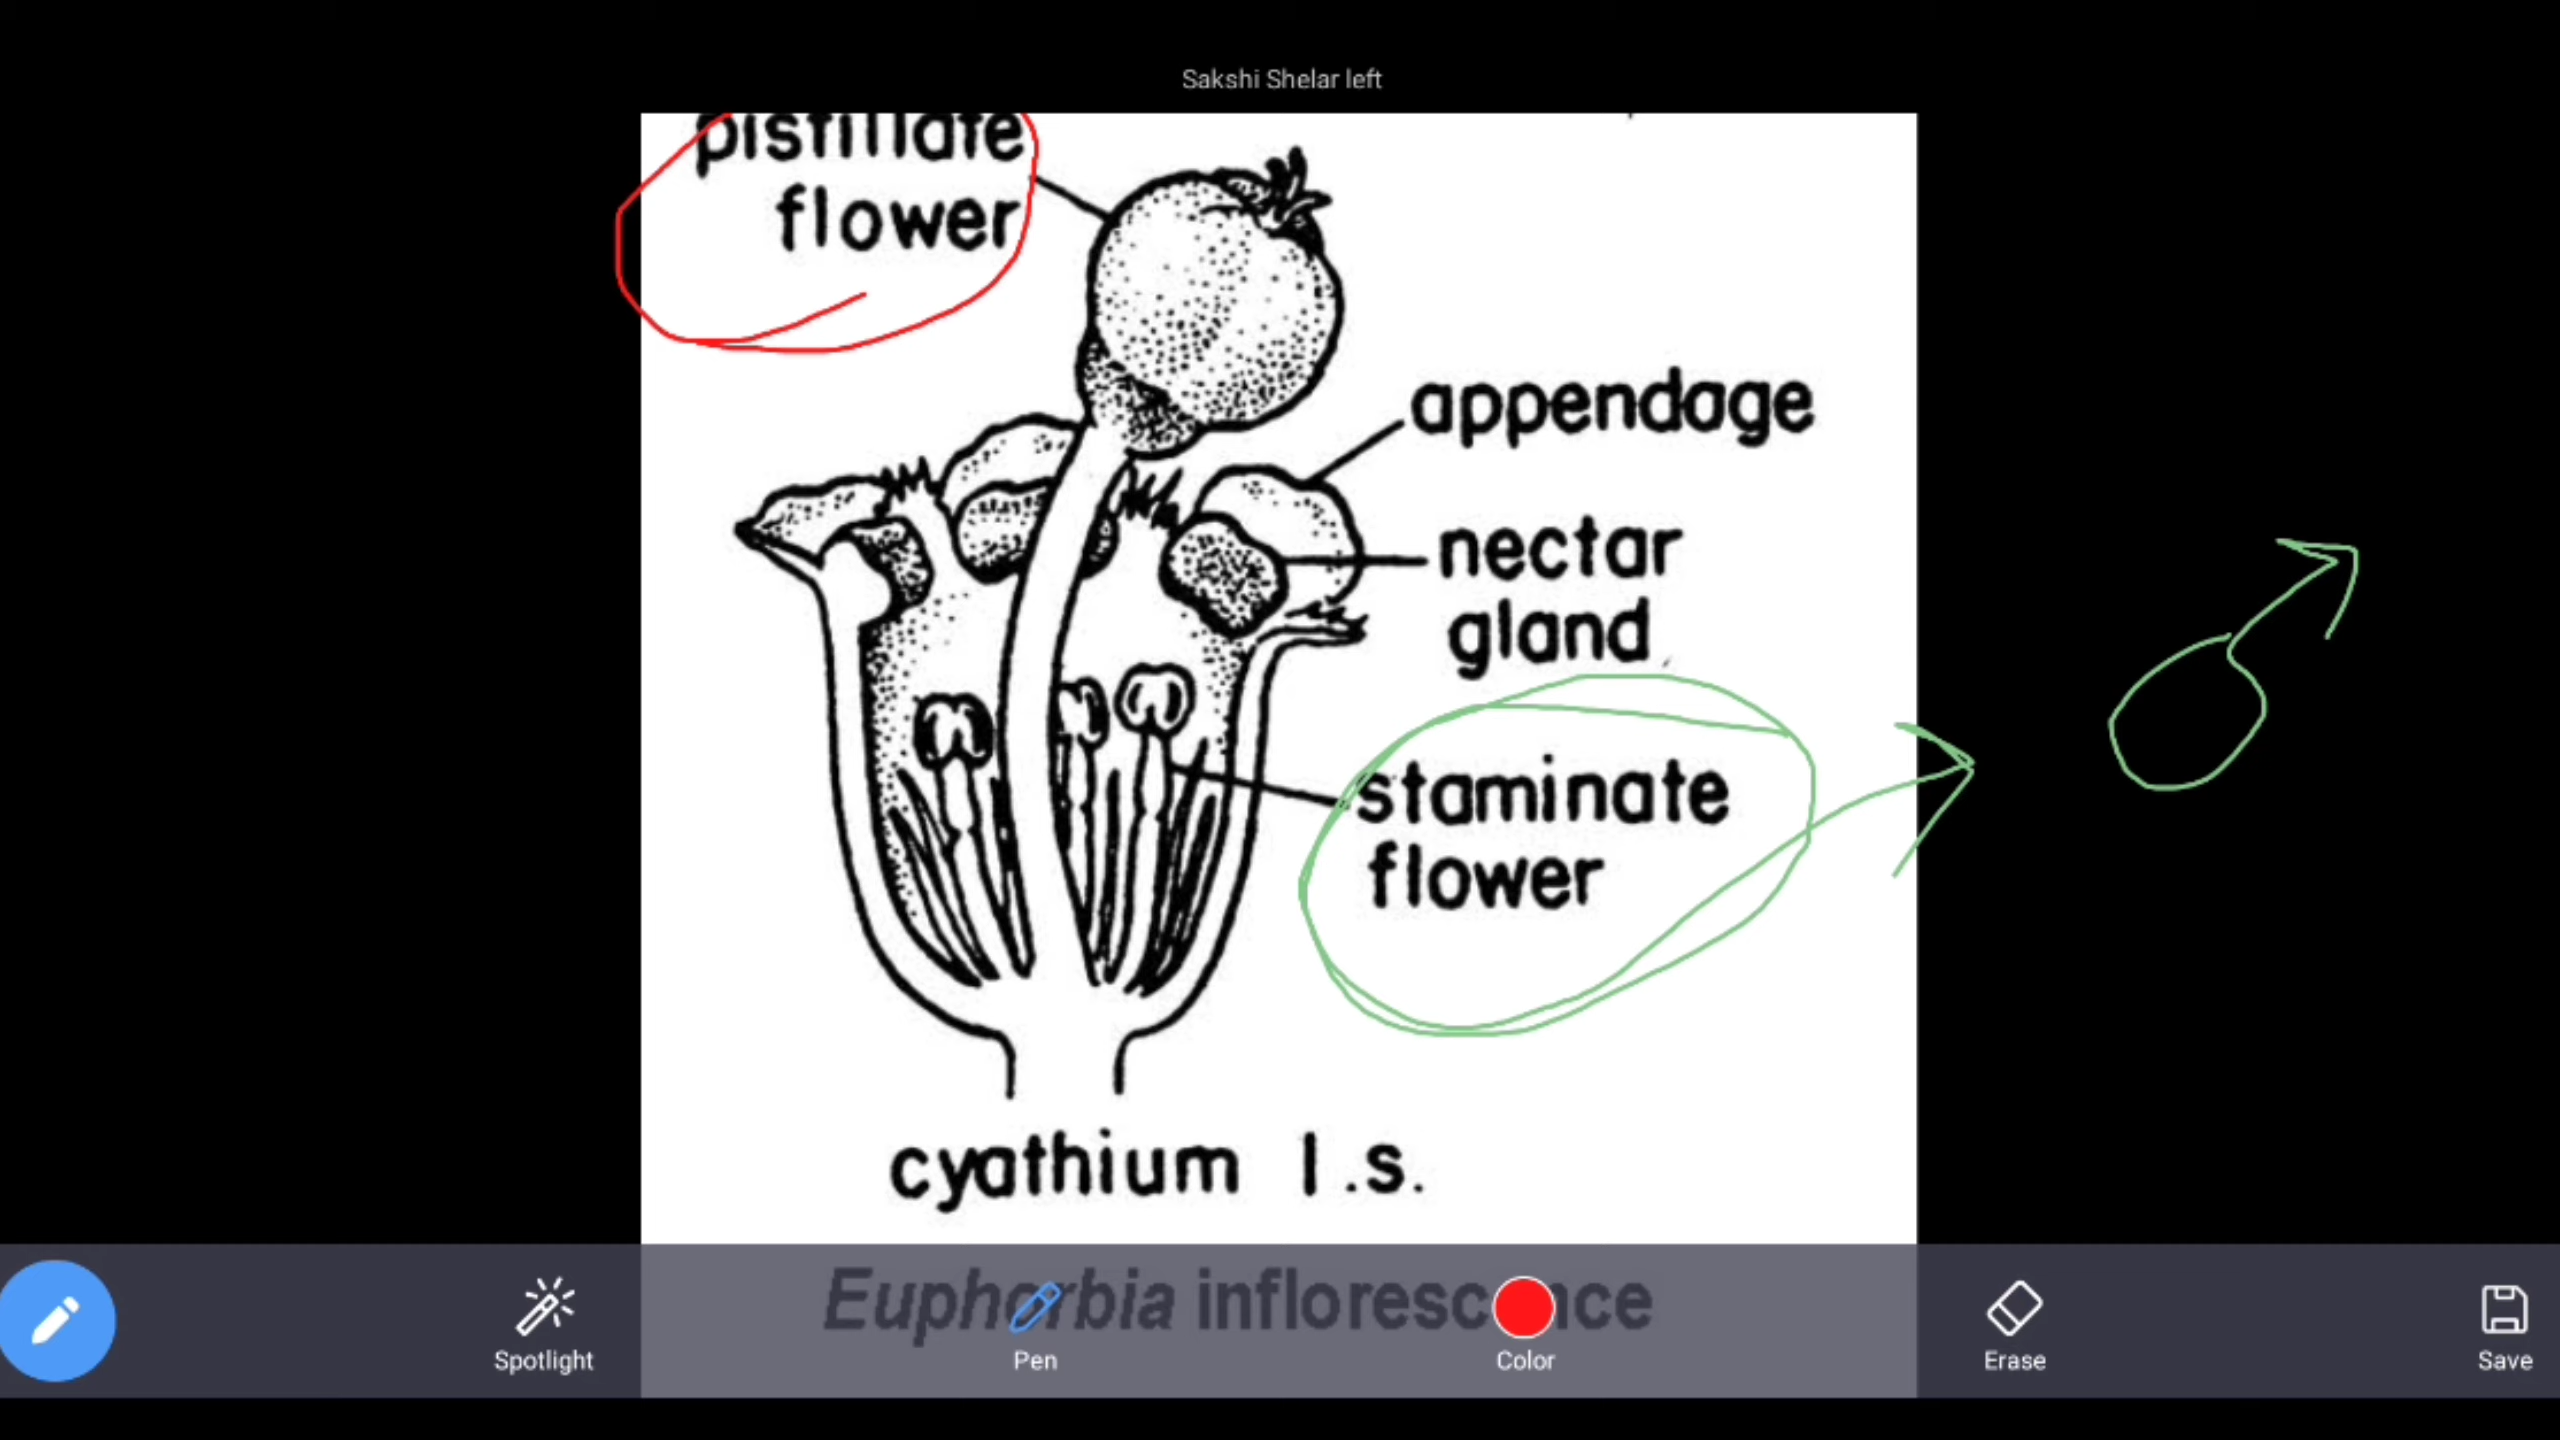 Sakshi Shelar left
pistillate
flower
appendage
nectar
gland
staminate
flower
cyathium l.s.
Euphorbia inflorescence
Spotlight
Pen
Color
Erase
Save